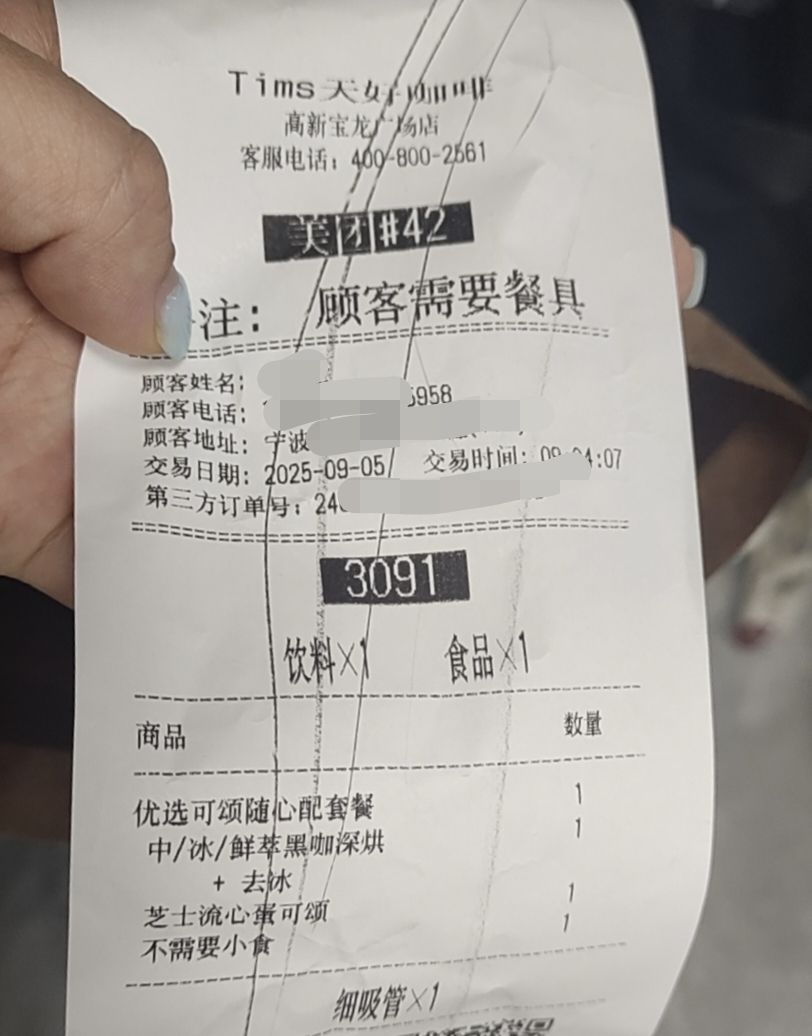 Tims天好咖啡
高新宝龙广场店
客服电话：400-800-2561
美团#42
注： 顾客需要餐具
顾客姓名：
顾客电话： 5958
顾客地址：宁波
交易日期：2025-09-05 交易时间：09 4:07
第三方订单号：240
3091
饮料×1 食品×1
商品 数量
优选可颂随心配套餐 1
中/冰/鲜萃黑咖深烘 1
+ 去冰
芝士流心蛋可颂 1
不需要小食 1
细吸管×1